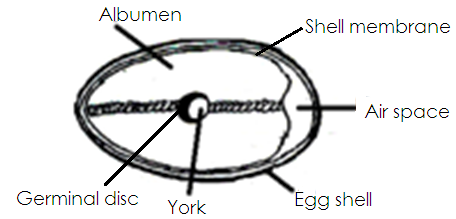 Albumen
Shell membrane
Air space
Germinal disc
York
Egg shell